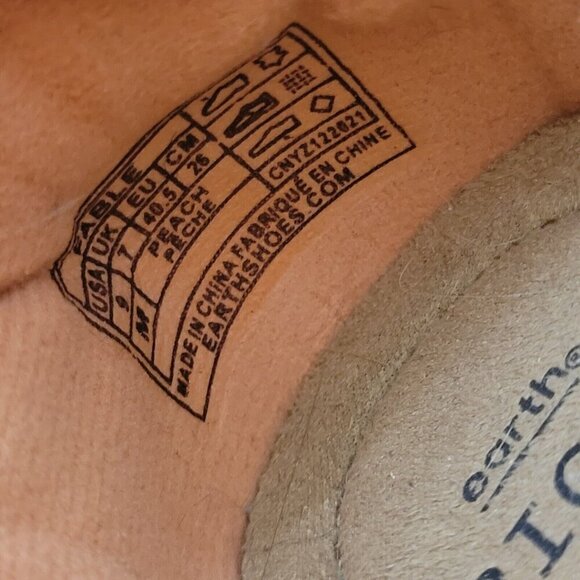 FABLE
USA UK EU CM
9 7 40.5 26
M PEACH
PÊCHE
CNYZ122021
MADE IN CHINA FABRIQUÉ EN CHINE
EARTHSHOES.COM
earth®